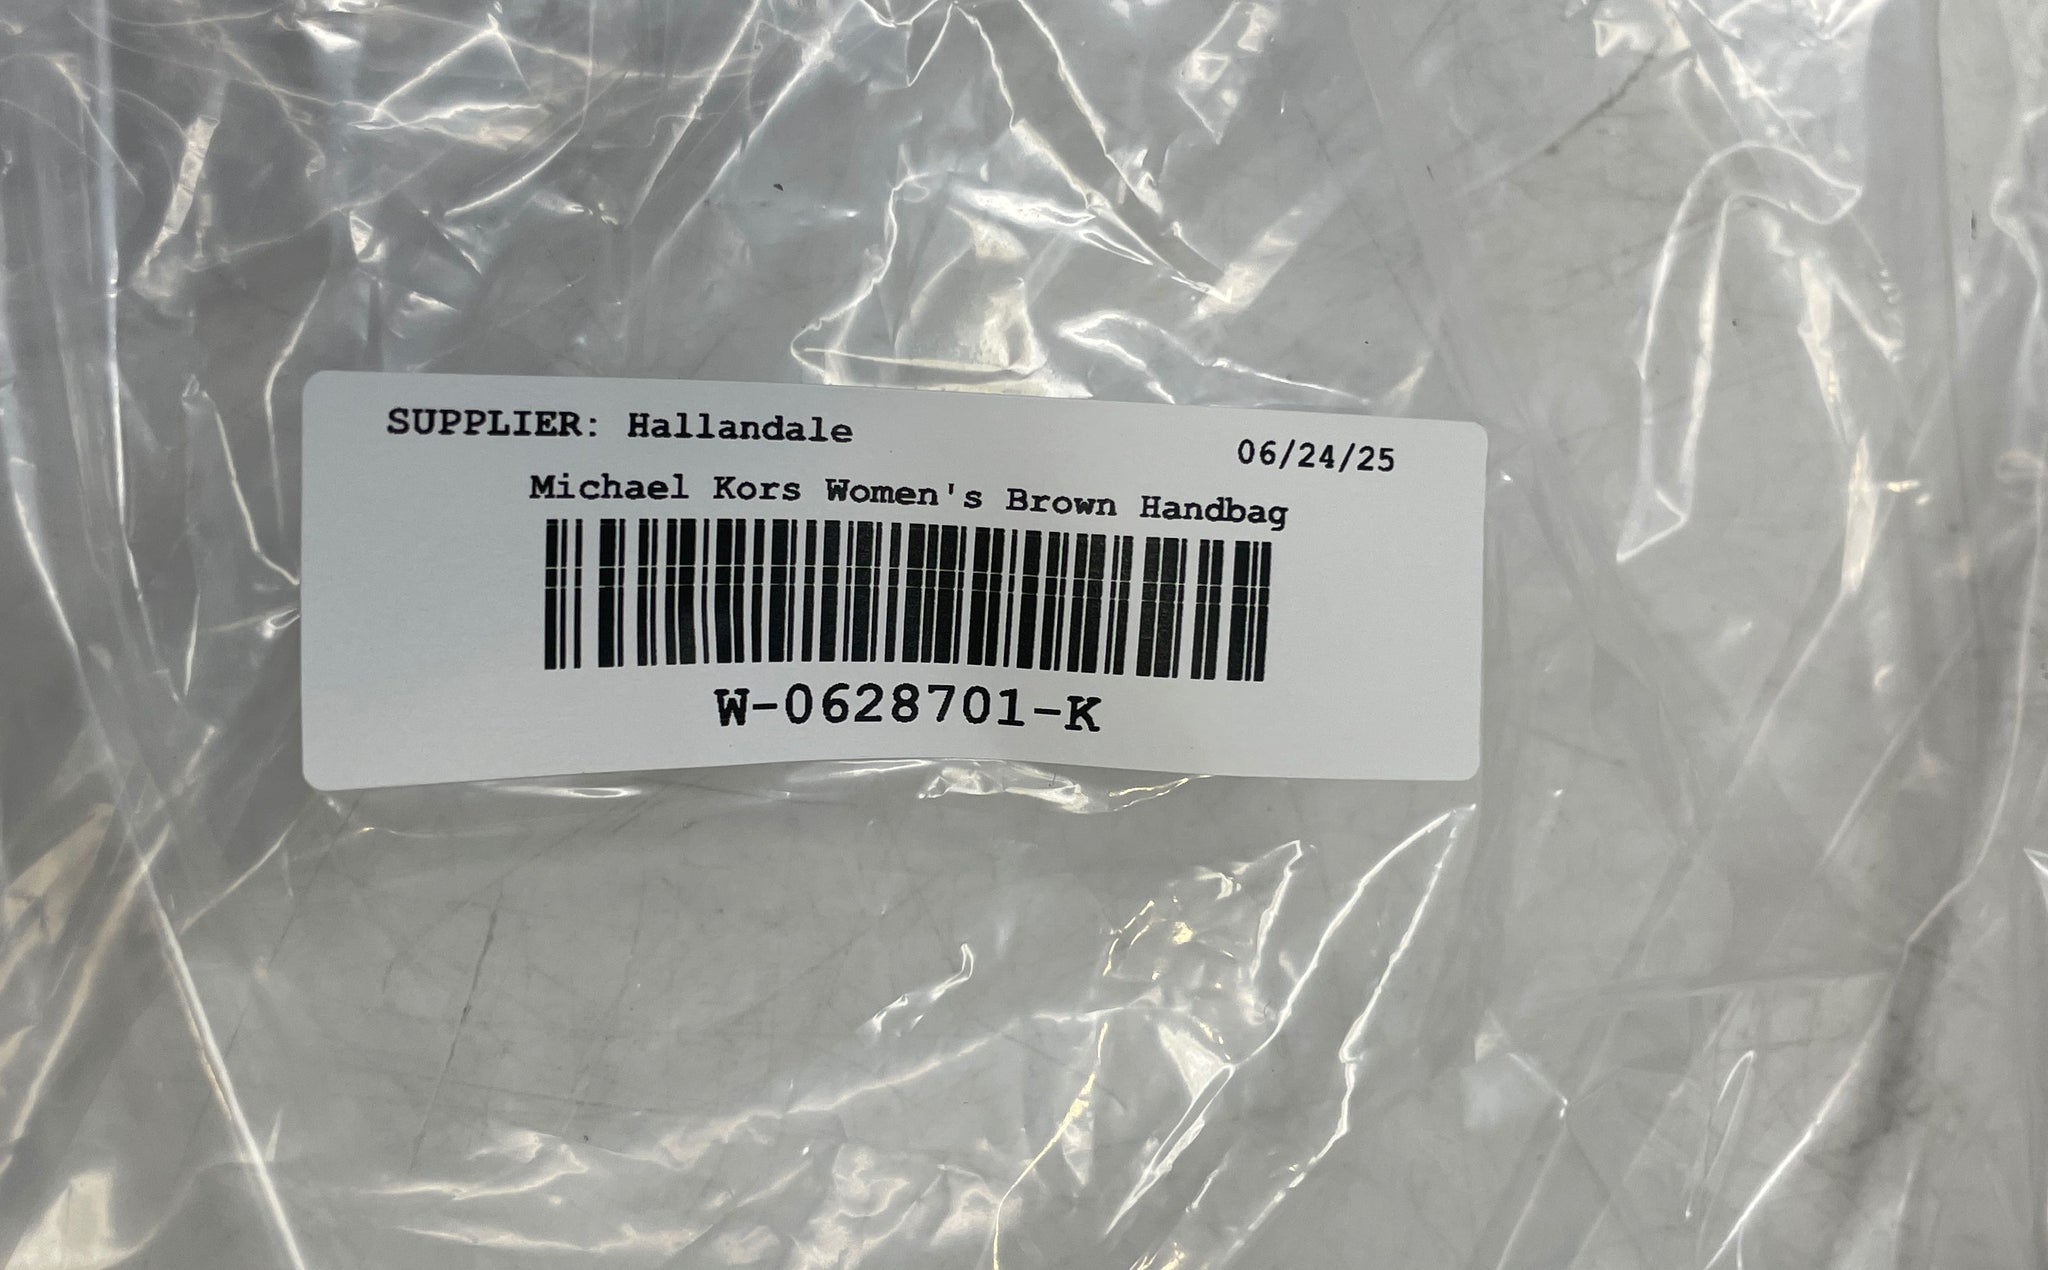 SUPPLIER: Hallandale
06/24/25
Michael Kors Women's Brown Handbag
W-0628701-K